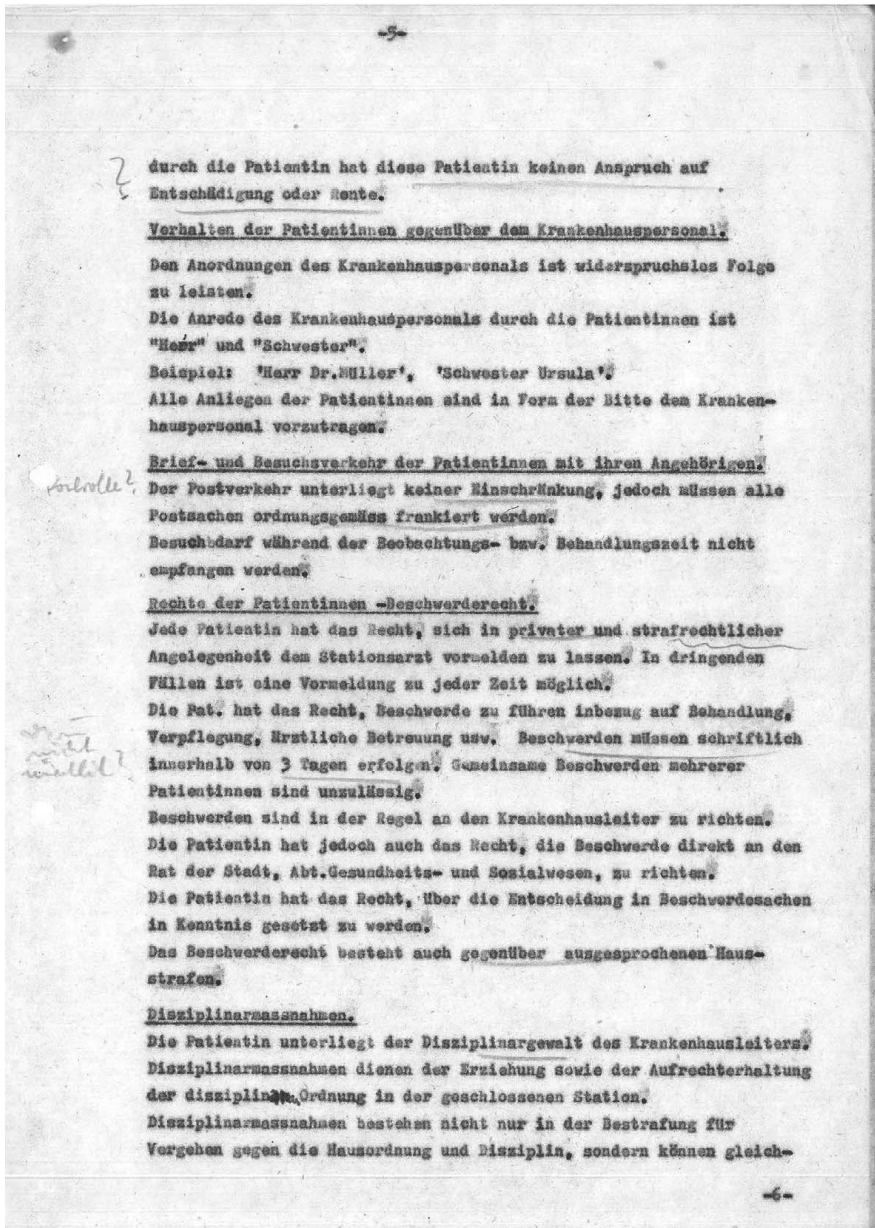 -5-
durch die Patientin hat diese Patientin keinen Anspruch auf
Entschädigung oder Rente.
Verhalten der Patientinnen gegenüber dem Krankenhauspersonal.
Den Anordnungen des Krankenhauspersonals ist widerspruchslos Folge
zu leisten.
Die Anrede des Krankenhauspersonals durch die Patientinnen ist
"Herr" und "Schwester".
Beispiel: 'Herr Dr.Müller', 'Schwester Ursula'.
Alle Anliegen der Patientinnen sind in Form der Bitte dem Kranken-
hauspersonal vorzutragen.
Brief- und Besuchsverkehr der Patientinnen mit ihren Angehörigen.
Der Postverkehr unterliegt keiner Einschränkung, jedoch müssen alle
Postsachen ordnungsgemäss frankiert werden.
Besuch darf während der Beobachtungs- bzw. Behandlungszeit nicht
empfangen werden.
Rechte der Patientinnen -Beschwerderecht.
Jede Patientin hat das Recht, sich in privater und strafrechtlicher
Angelegenheit dem Stationsarzt vormelden zu lassen. In dringenden
Fällen ist eine Vormeldung zu jeder Zeit möglich.
Die Pat. hat das Recht, Beschwerde zu führen inbezug auf Behandlung,
Verpflegung, ärztliche Betreuung usw. Beschwerden müssen schriftlich
innerhalb von 3 Tagen erfolgen. Gemeinsame Beschwerden mehrerer
Patientinnen sind unzulässig.
Beschwerden sind in der Regel an den Krankenhausleiter zu richten.
Die Patientin hat jedoch auch das Recht, die Beschwerde direkt an den
Rat der Stadt, Abt.Gesundheits- und Sozialwesen, zu richten.
Die Patientin hat das Recht, über die Entscheidung in Beschwerdesachen
in Kenntnis gesetzt zu werden.
Das Beschwerderecht besteht auch gegenüber ausgesprochenen Haus-
strafen.
Disziplinarmassnahmen.
Die Patientin unterliegt der Disziplinargewalt des Krankenhausleiters.
Disziplinarmassnahmen dienen der Erziehung sowie der Aufrechterhaltung
der disziplin Ordnung in der geschlossenen Station.
Disziplinarmassnahmen bestehen nicht nur in der Bestrafung für
Vergehen gegen die Hausordnung und Disziplin, sondern können gleich-
-6-